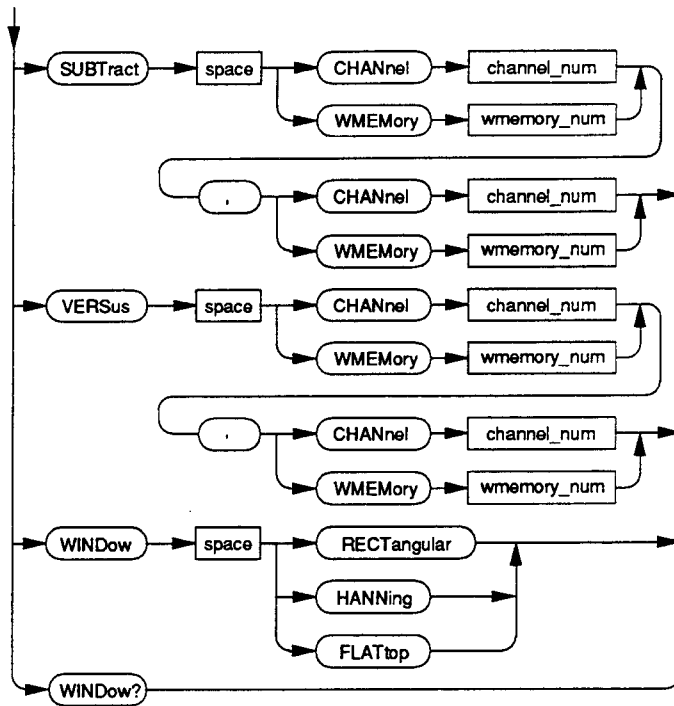 SUBTract space CHANnel channel_num
WMEMory wmemory_num
, CHANnel channel_num
WMEMory wmemory_num
VERSus space CHANnel channel_num
WMEMory wmemory_num
, CHANnel channel_num
WMEMory wmemory_num
WINDow space RECTangular
HANNing
FLATtop
WINDow?